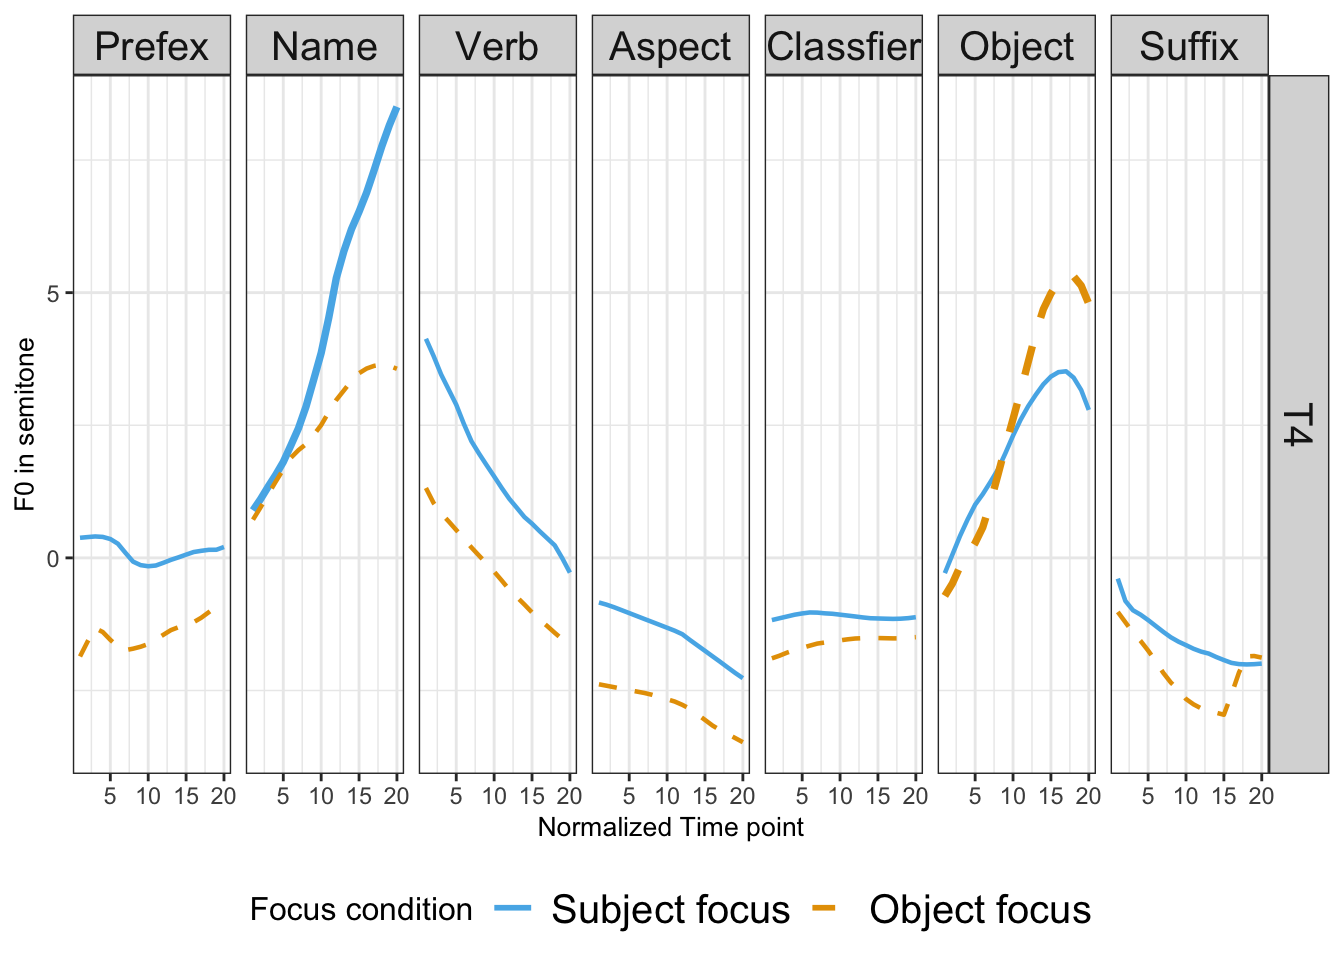 Prefex Name Verb Aspect Classfier Object Suffix
T4
F0 in semitone
5
0
5 10 15 20 5 10 15 20 5 10 15 20 5 10 15 20 5 10 15 20 5 10 15 20 5 10 15 20
Normalized Time point
Focus condition Subject focus Object focus